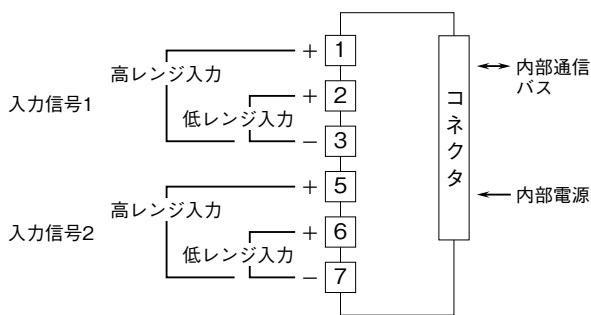 + 1
高レンジ入力
+ 2
入力信号1
低レンジ入力
− 3
+ 5
高レンジ入力
+ 6
入力信号2
低レンジ入力
− 7
コネクタ
内部通信
バス
内部電源